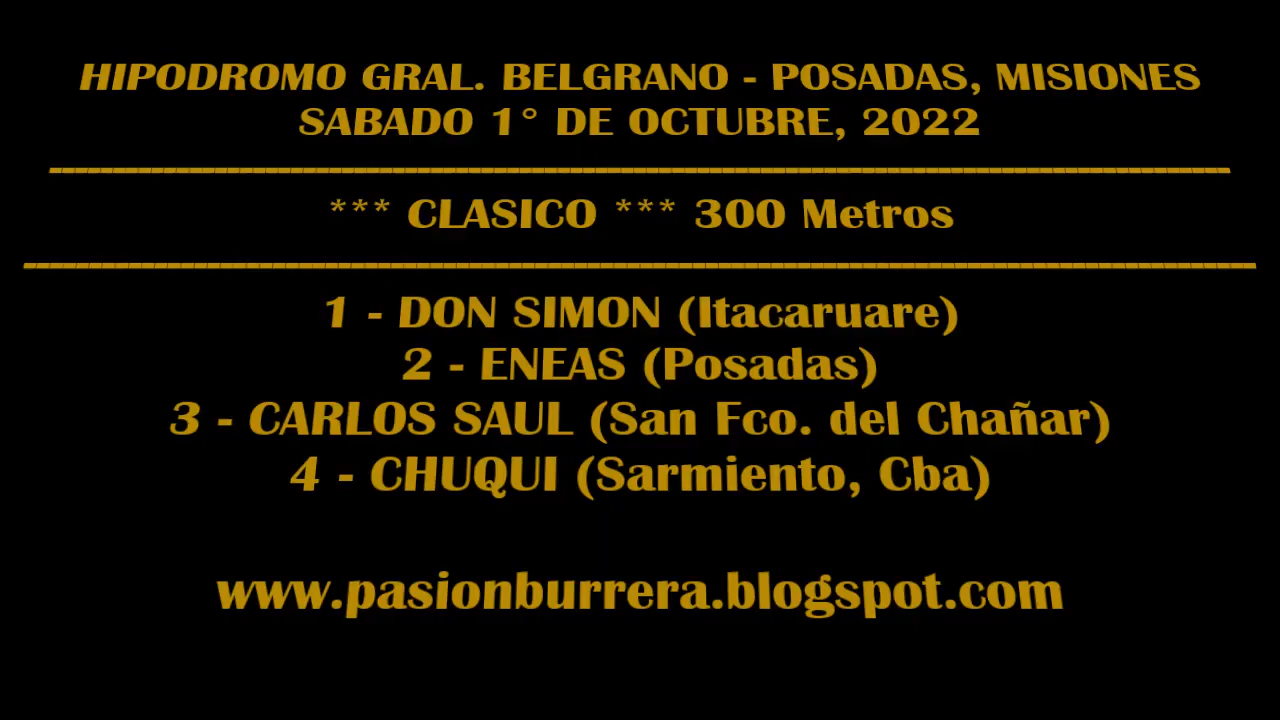 HIPODROMO GRAL. BELGRANO - POSADAS, MISIONES
SABADO 1° DE OCTUBRE, 2022
*** CLASICO *** 300 Metros
1 - DON SIMON (Itacaruare)
2 - ENEAS (Posadas)
3 - CARLOS SAUL (San Fco. del Chañar)
4 - CHUQUI (Sarmiento, Cba)
www.pasionburrera.blogspot.com